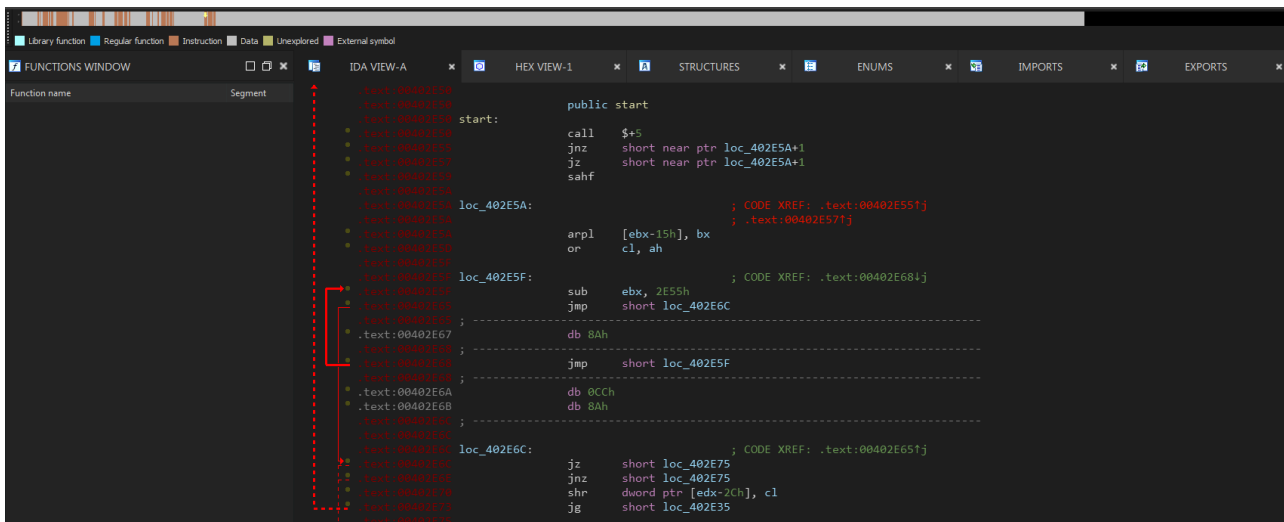 Library function Regular function Instruction Data Unexplored External symbol
FUNCTIONS WINDOW IDA VIEW-A HEX VIEW-1 STRUCTURES ENUMS IMPORTS EXPORTS
Function name Segment
public start
start:
call $+5
jnz short near ptr loc_402E5A+1
jz short near ptr loc_402E5A+1
sahf
loc_402E5A: ; CODE XREF: .text:00402E55↑j
; .text:00402E57↑j
arpl [ebx-15h], bx
or cl, ah
loc_402E5F: ; CODE XREF: .text:00402E68↓j
sub ebx, 2E55h
jmp short loc_402E6C
; ---------------------------------------------------------------------------
.text:00402E67 db 8Ah
; ---------------------------------------------------------------------------
jmp short loc_402E5F
; ---------------------------------------------------------------------------
.text:00402E6A db 0CCh
.text:00402E6B db 8Ah
; ---------------------------------------------------------------------------
loc_402E6C: ; CODE XREF: .text:00402E65↑j
jz short loc_402E75
jnz short loc_402E75
shr dword ptr [edx-2Ch], cl
jg short loc_402E35